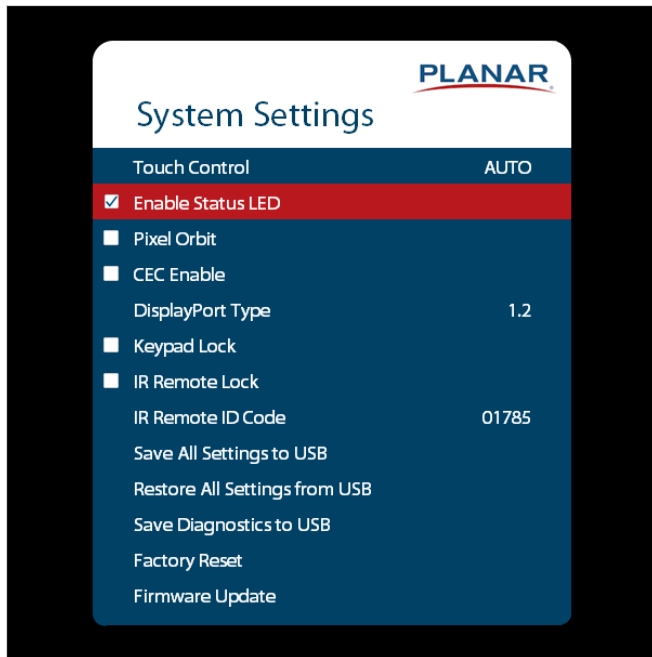 PLANAR
System Settings
Touch Control AUTO
Enable Status LED
Pixel Orbit
CEC Enable
DisplayPort Type 1.2
Keypad Lock
IR Remote Lock
IR Remote ID Code 01785
Save All Settings to USB
Restore All Settings from USB
Save Diagnostics to USB
Factory Reset
Firmware Update